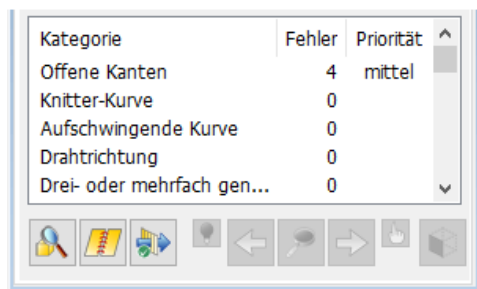 Kategorie Fehler Priorität
Offene Kanten 4 mittel
Knitter-Kurve 0
Aufschwingende Kurve 0
Drahtrichtung 0
Drei- oder mehrfach gen... 0